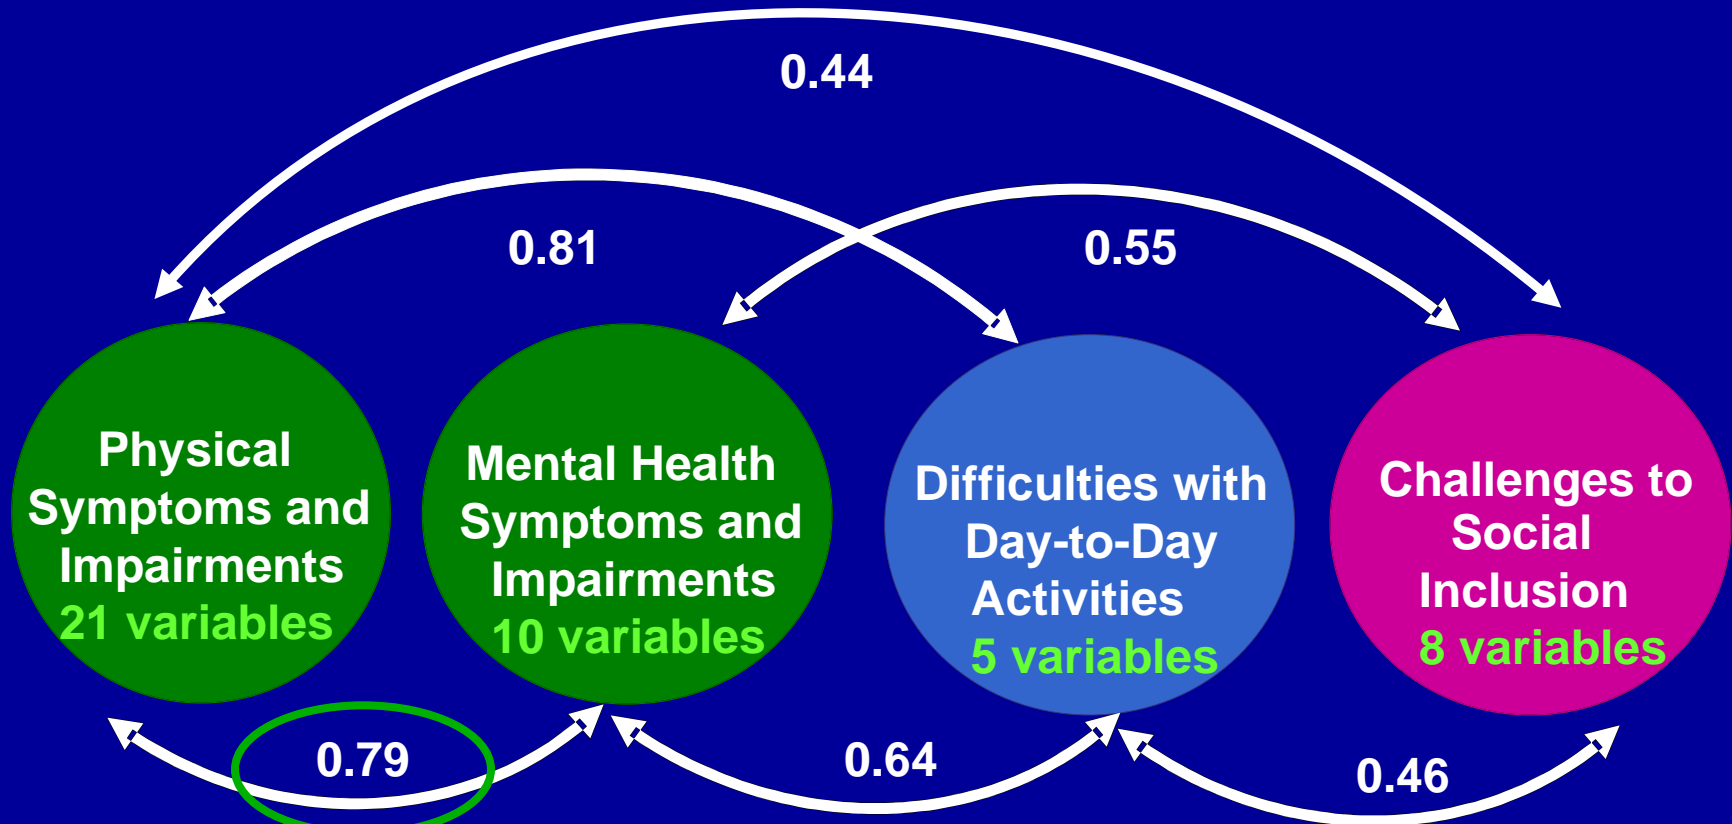 0.44
0.81
0.55
Physical
Symptoms and
Impairments
21 variables
Mental Health
Symptoms and
Impairments
10 variables
Difficulties with
Day-to-Day
Activities
5 variables
Challenges to
Social
Inclusion
8 variables
0.79
0.64
0.46